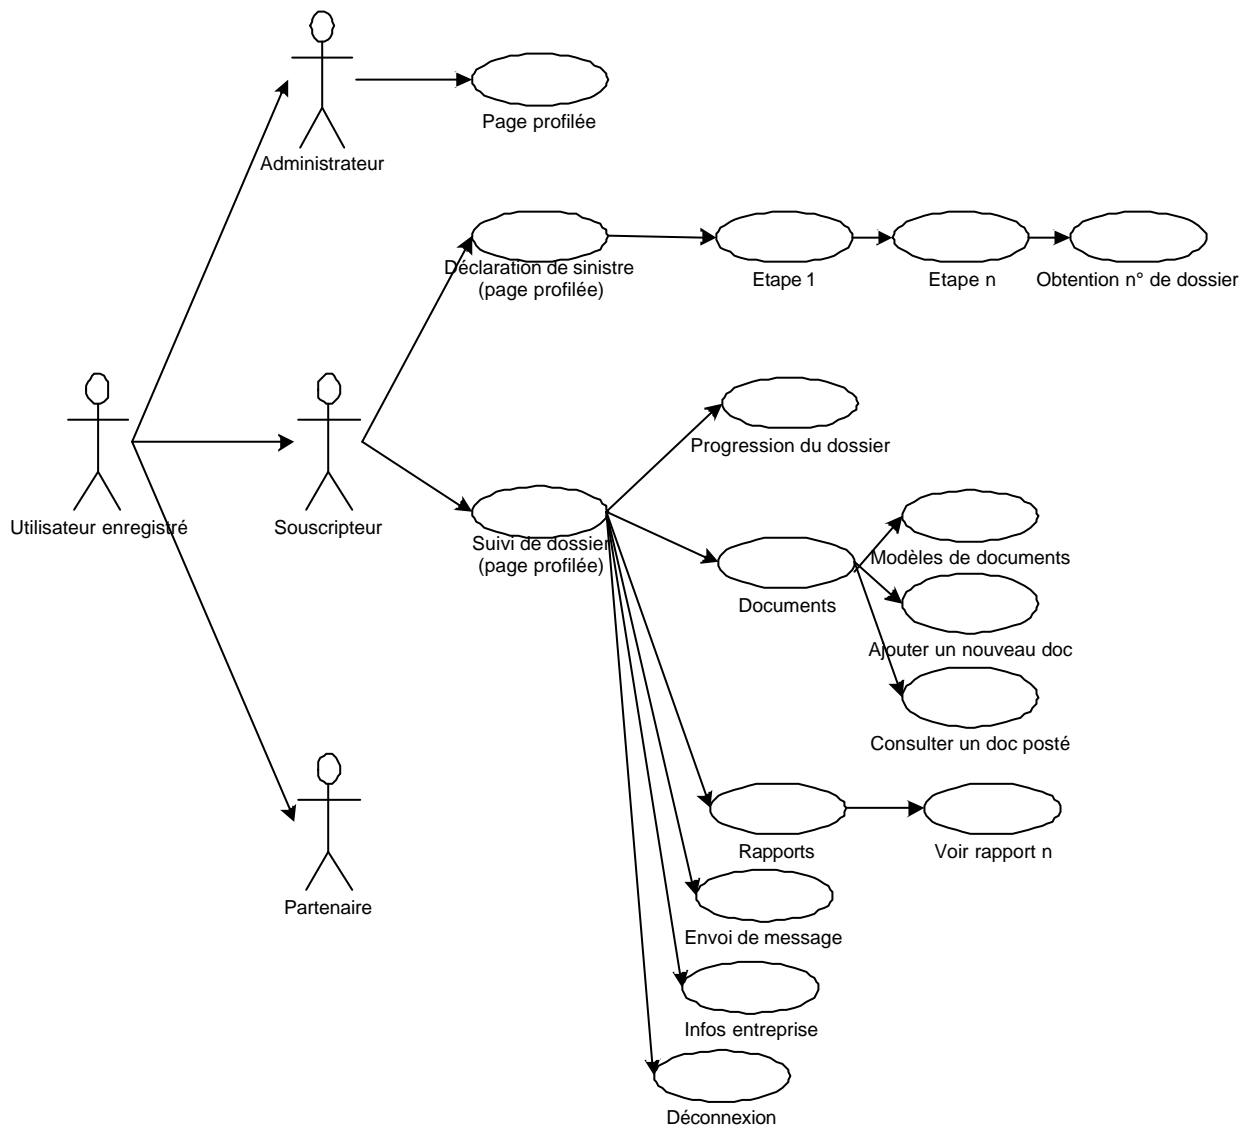 Page profilée
Administrateur
Déclaration de sinistre
(page profilée)
Etape 1
Etape n
Obtention n° de dossier
Progression du dossier
Utilisateur enregistré
Souscripteur
Suivi de dossier
(page profilée)
Modèles de documents
Documents
Ajouter un nouveau doc
Consulter un doc posté
Rapports
Voir rapport n
Partenaire
Envoi de message
Infos entreprise
Déconnexion